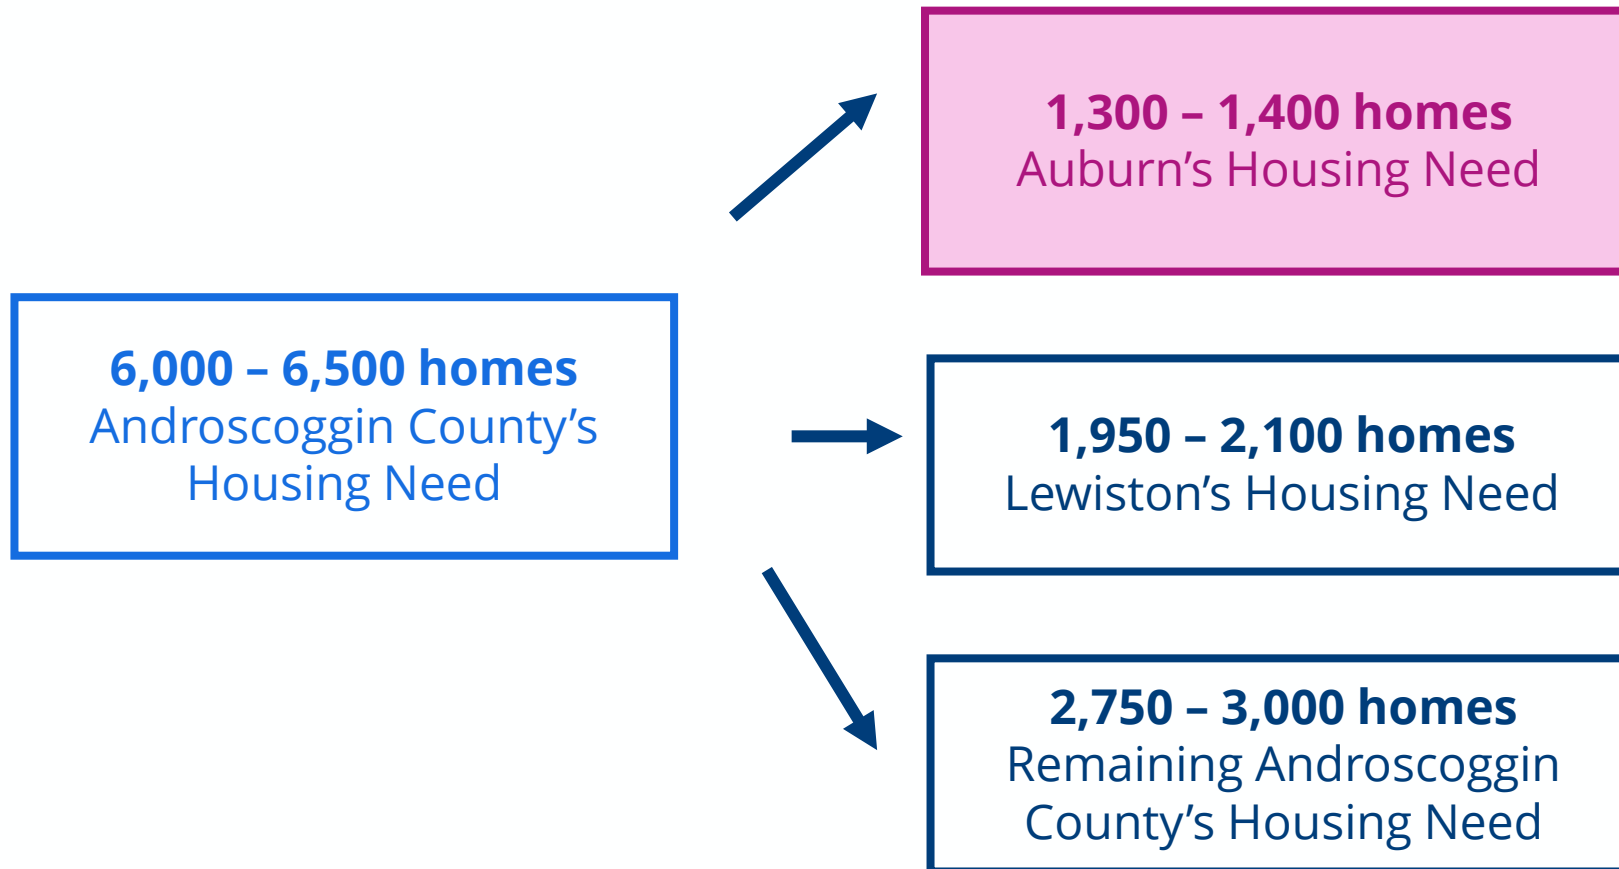 1,300 – 1,400 homes
Auburn’s Housing Need
6,000 – 6,500 homes
Androscoggin County’s
Housing Need
1,950 – 2,100 homes
Lewiston’s Housing Need
2,750 – 3,000 homes
Remaining Androscoggin
County’s Housing Need